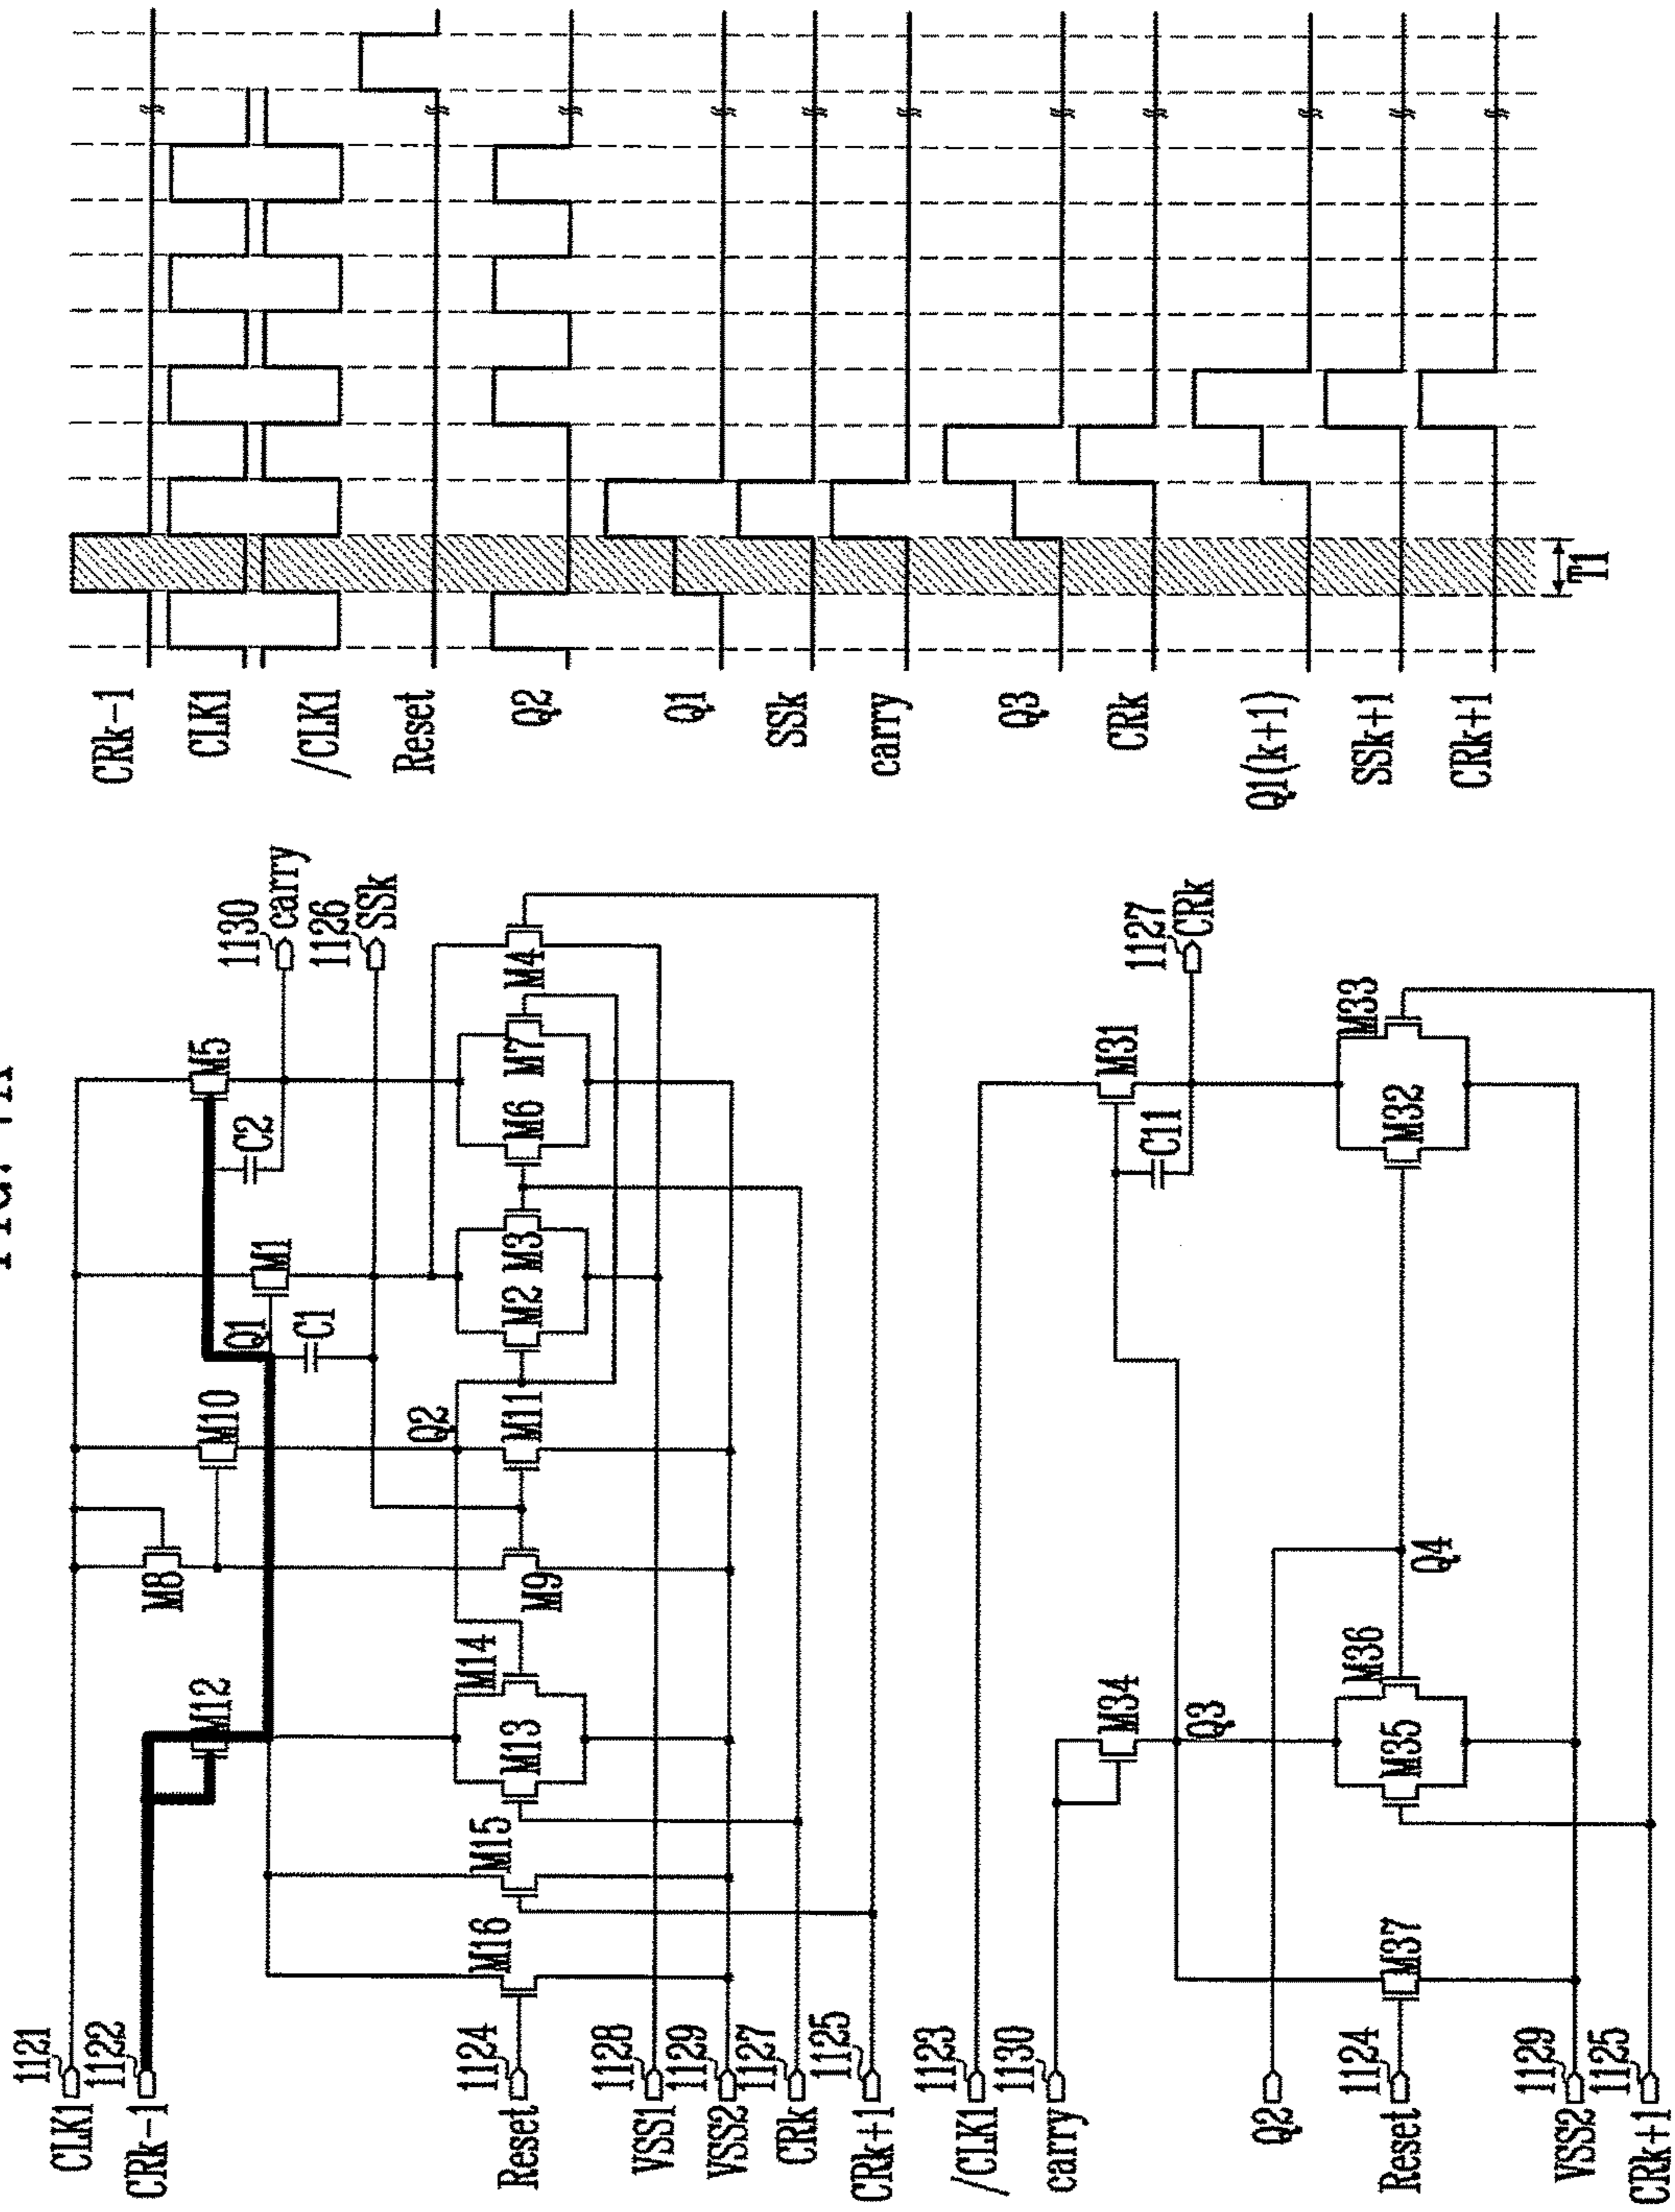 CLK1 1121
CRk-1 1122
M8
M10
M5
M12
Q1
M1
C2
C1
1130 carry
1126 SSk
Q2
Reset 1124
M16
M15
M13
M14
M9
M11
M2
M3
M6
M7
M4
VSS1 1128
VSS2 1129
CRk 1127
CRk+1 1125
/CLK1 1123
carry 1130
M34
Q3
M31
C11
1127 CRk
Q2
Q4
Reset 1124
M37
M35
M36
M32
M33
VSS2 1129
CRk+1 1125
CRk-1
CLK1
/CLK1
Reset
Q2
Q1
SSk
carry
Q3
CRk
Q1(k+1)
SSk+1
CRk+1
T1